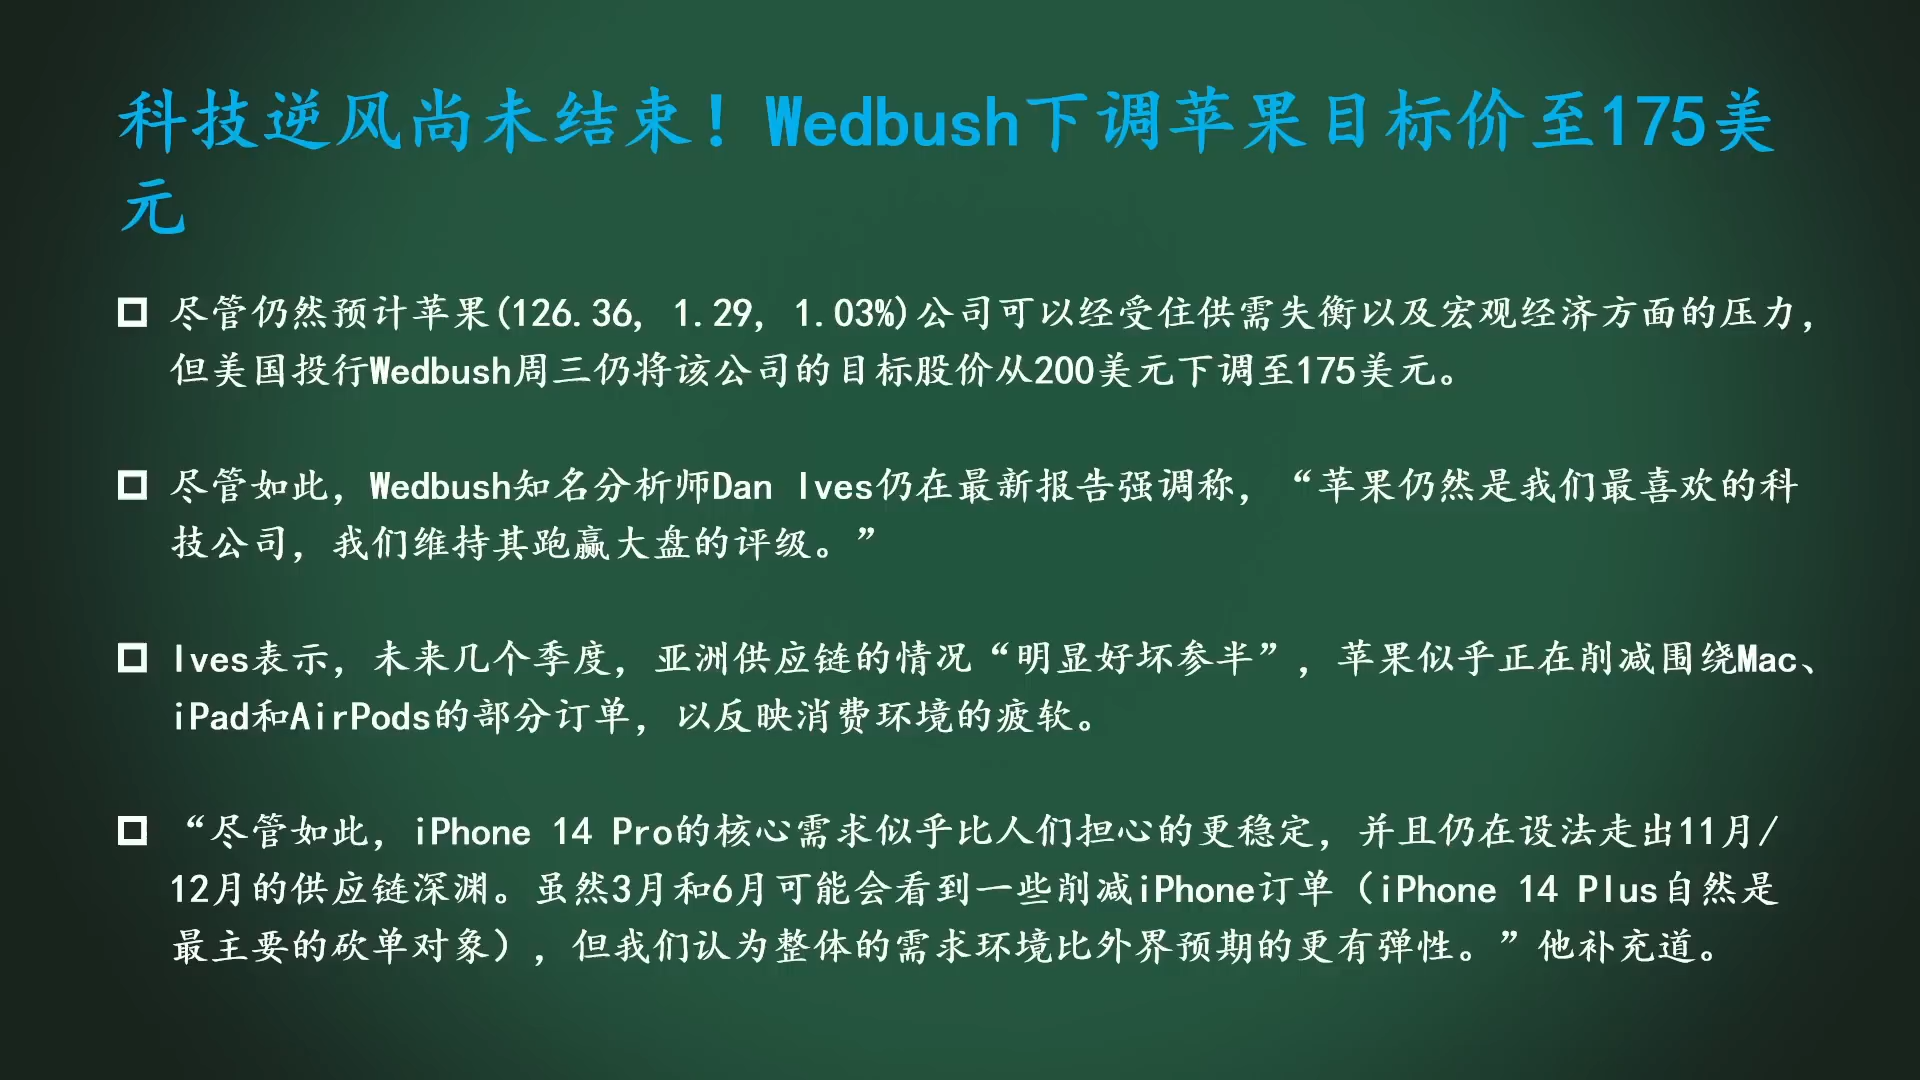 科技逆风尚未结束！Wedbush下调苹果目标价至175美
元
尽管仍然预计苹果(126.36, 1.29, 1.03%)公司可以经受住供需失衡以及宏观经济方面的压力，
但美国投行Wedbush周三仍将该公司的目标股价从200美元下调至175美元。
尽管如此，Wedbush知名分析师Dan Ives仍在最新报告强调称，“苹果仍然是我们最喜欢的科
技公司，我们维持其跑赢大盘的评级。”
Ives表示，未来几个季度，亚洲供应链的情况“明显好坏参半”，苹果似乎正在削减围绕Mac、
iPad和AirPods的部分订单，以反映消费环境的疲软。
“尽管如此，iPhone 14 Pro的核心需求似乎比人们担心的更稳定，并且仍在设法走出11月/
12月的供应链深渊。虽然3月和6月可能会看到一些削减iPhone订单（iPhone 14 Plus自然是
最主要的砍单对象），但我们认为整体的需求环境比外界预期的更有弹性。”他补充道。